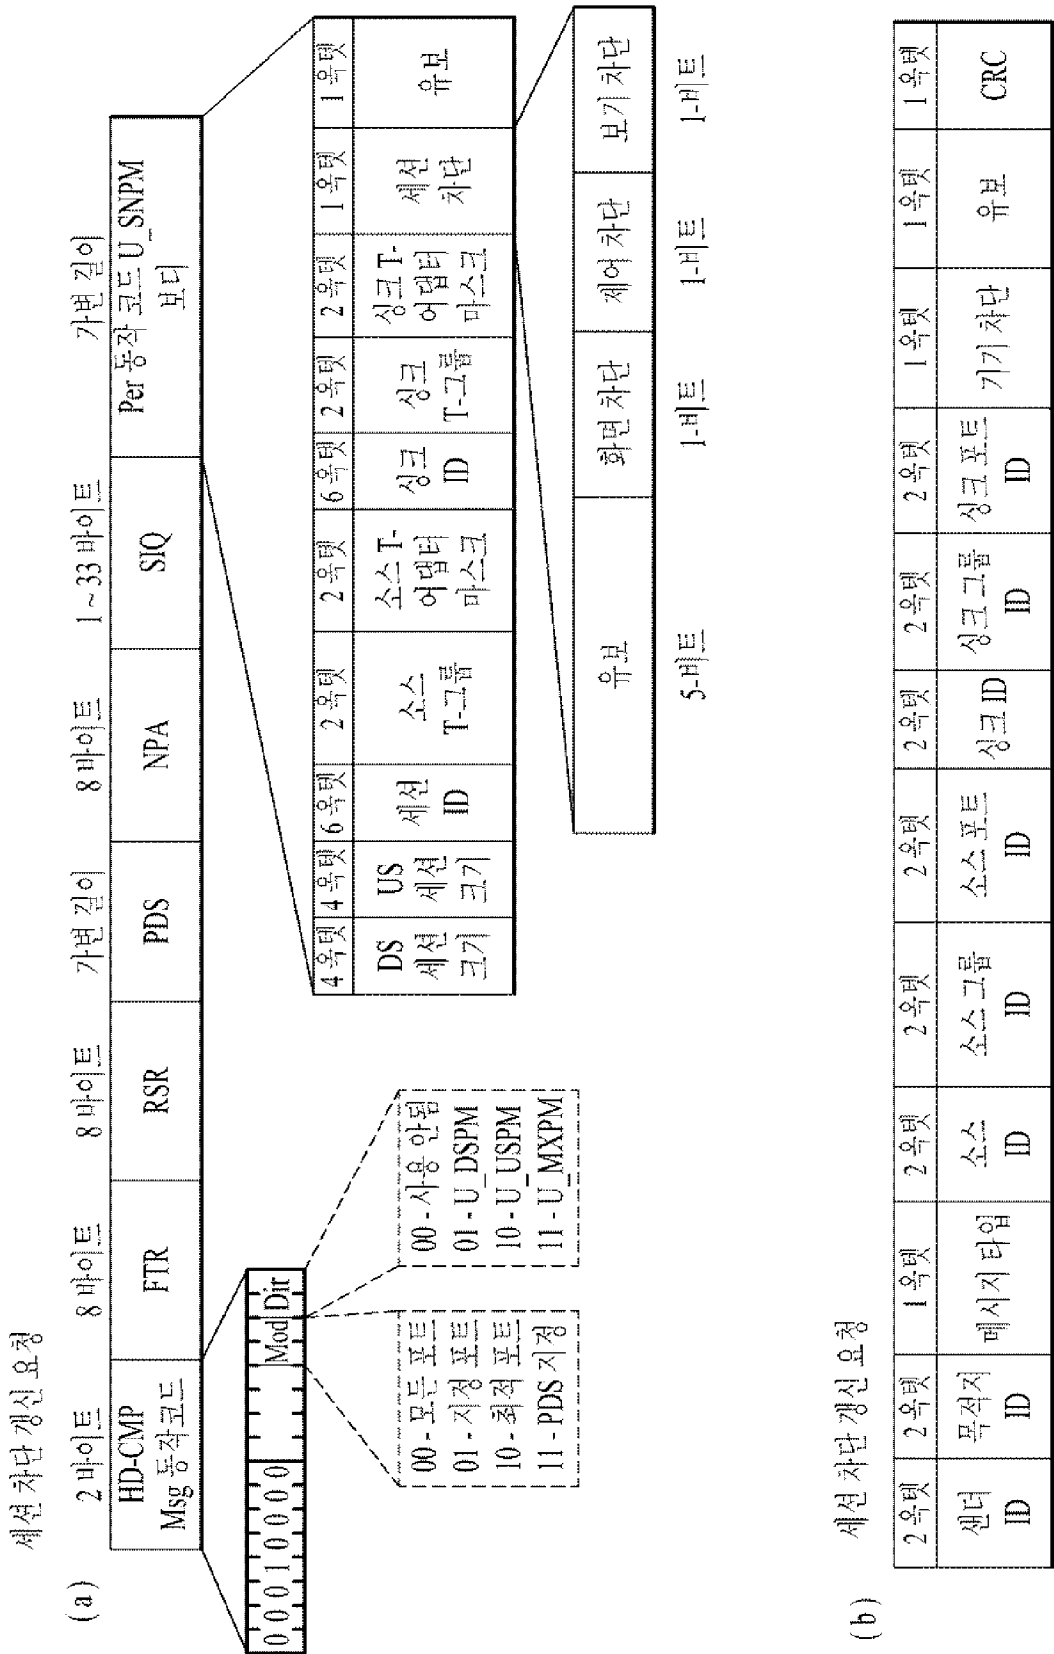 세션 차단 갱신 요청
(a)
2 바이트
8 바이트
8 바이트
가변 길이
8 바이트
1 ~ 33 바이트
가변 길이
HD-CMP
Msg 동작코드
FTR
RSR
PDS
NPA
SIQ
Per 동작 코드 U_SNPM
보디
0 0 0 1 0 0 0 0
Mod
Dir
00 - 모든 포트
01 - 지정 포트
10 - 최적 포트
11 - PDS 지정
00 - 사용 안됨
01 - U_DSPM
10 - U_USPM
11 - U_MXPM
4 옥텟
4 옥텟
6 옥텟
2 옥텟
2 옥텟
6 옥텟
2 옥텟
2 옥텟
1 옥텟
1 옥텟
DS
세션
크기
US
세션
크기
세션
ID
소스
T-그룹
소스 T-
어댑터
마스크
싱크
ID
싱크
T-그룹
싱크 T-
어댑터
마스크
세션
차단
유보
유보
화면 차단
제어 차단
보기 차단
5-비트
1-비트
1-비트
1-비트
세션 차단 갱신 요청
(b)
2 옥텟
2 옥텟
1 옥텟
2 옥텟
2 옥텟
2 옥텟
2 옥텟
2 옥텟
2 옥텟
1 옥텟
1 옥텟
1 옥텟
샌더
ID
목적지
ID
메시지 타입
소스
ID
소스 그룹
ID
소스 포트
ID
싱크 ID
싱크 그룹
ID
싱크 포트
ID
기기 차단
유보
CRC